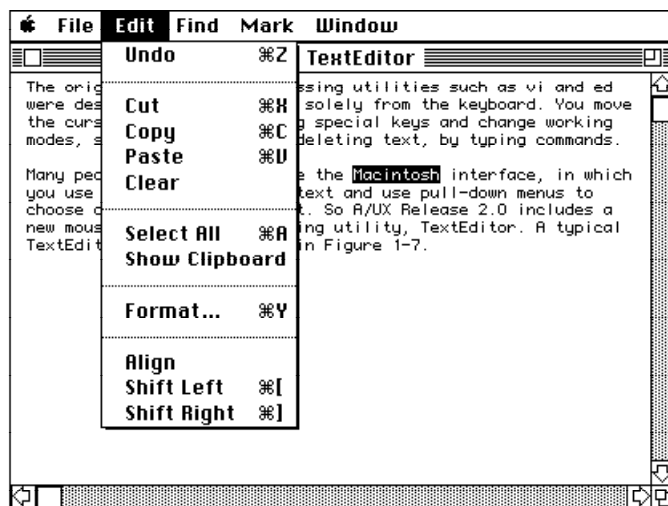 File Edit Find Mark Window
TextEditor
Undo ⌘Z
Cut ⌘X
Copy ⌘C
Paste ⌘V
Clear
Select All ⌘A
Show Clipboard
Format... ⌘Y
Align
Shift Left ⌘[
Shift Right ⌘]
The orig ssing utilities such as vi and ed
were des solely from the keyboard. You move
the curs g special keys and change working
modes, s deleting text, by typing commands.
Many peo e the Macintosh interface, in which
you use text and use pull-down menus to
choose c t. So A/UX Release 2.0 includes a
new mous ing utility, TextEditor. A typical
TextEdit in Figure 1-7.